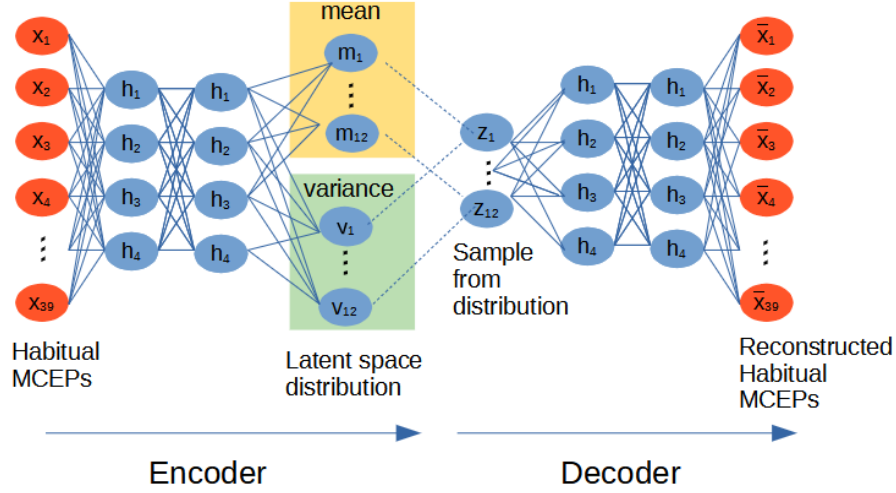 mean
x1
x2
x3
x4
x39
h1
h2
h3
h4
h1
h2
h3
h4
m1
m12
variance
v1
v12
z1
z12
Sample
from
distribution
h1
h2
h3
h4
h1
h2
h3
h4
x̅1
x̅2
x̅3
x̅4
x̅39
Habitual
MCEPs
Latent space
distribution
Reconstructed
Habitual
MCEPs
Encoder
Decoder